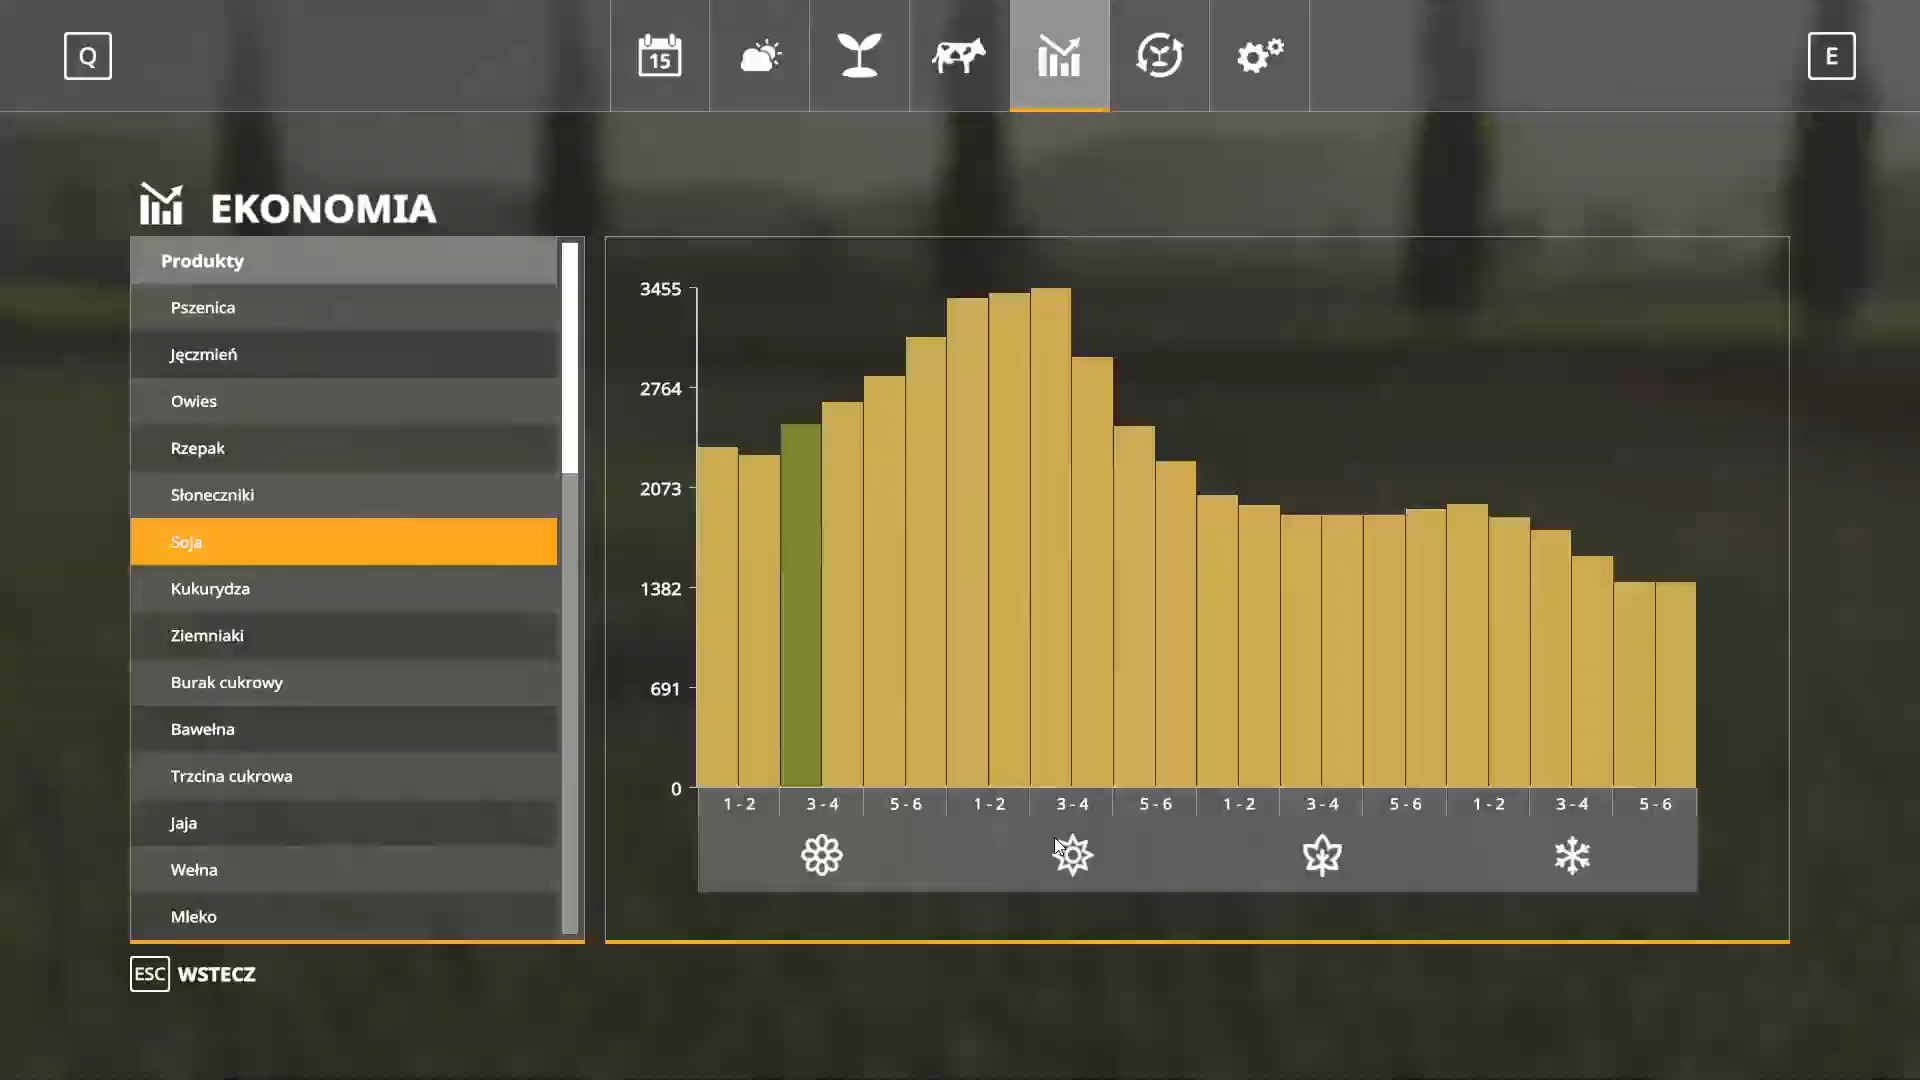 Q
15
E
EKONOMIA
Produkty
Pszenica
Jęczmień
Owies
Rzepak
Słoneczniki
Soja
Kukurydza
Ziemniaki
Burak cukrowy
Bawełna
Trzcina cukrowa
Jaja
Wełna
Mleko
3455
2764
2073
1382
691
0
1 - 2 3 - 4 5 - 6 1 - 2 3 - 4 5 - 6 1 - 2 3 - 4 5 - 6 1 - 2 3 - 4 5 - 6
ESC WSTECZ